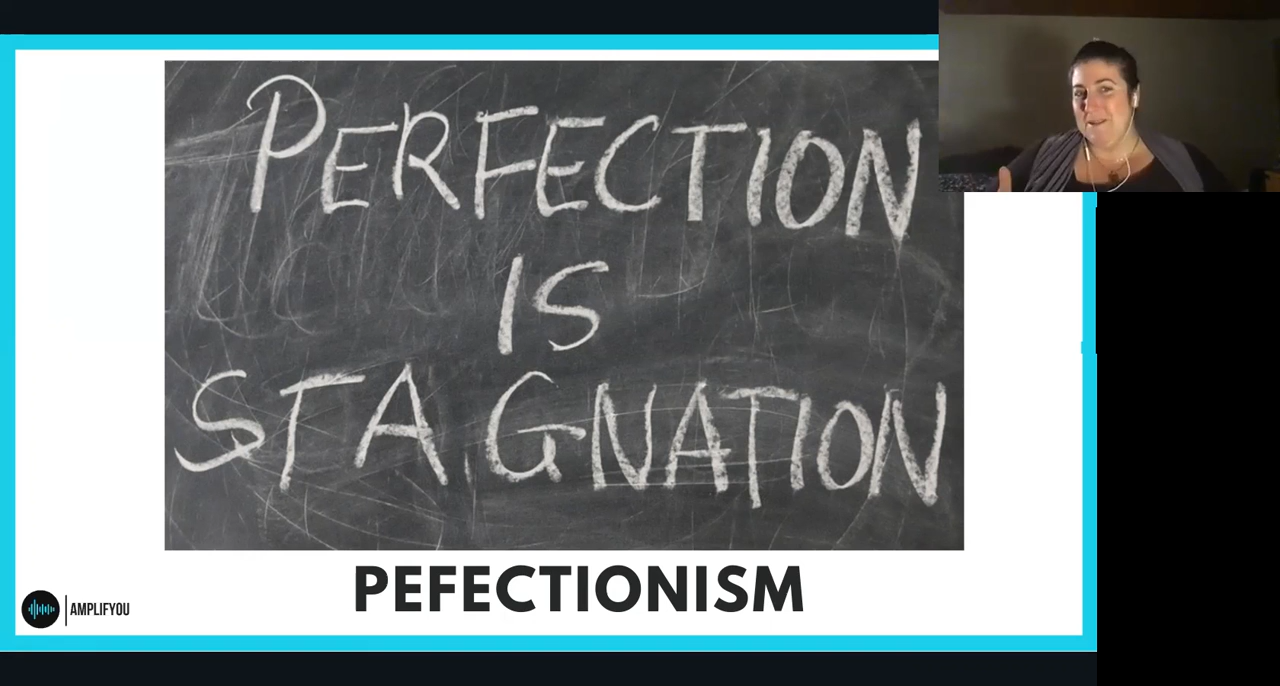 PERFECTION
IS
STAGNATION
PEFECTIONISM
AMPLIFYOU